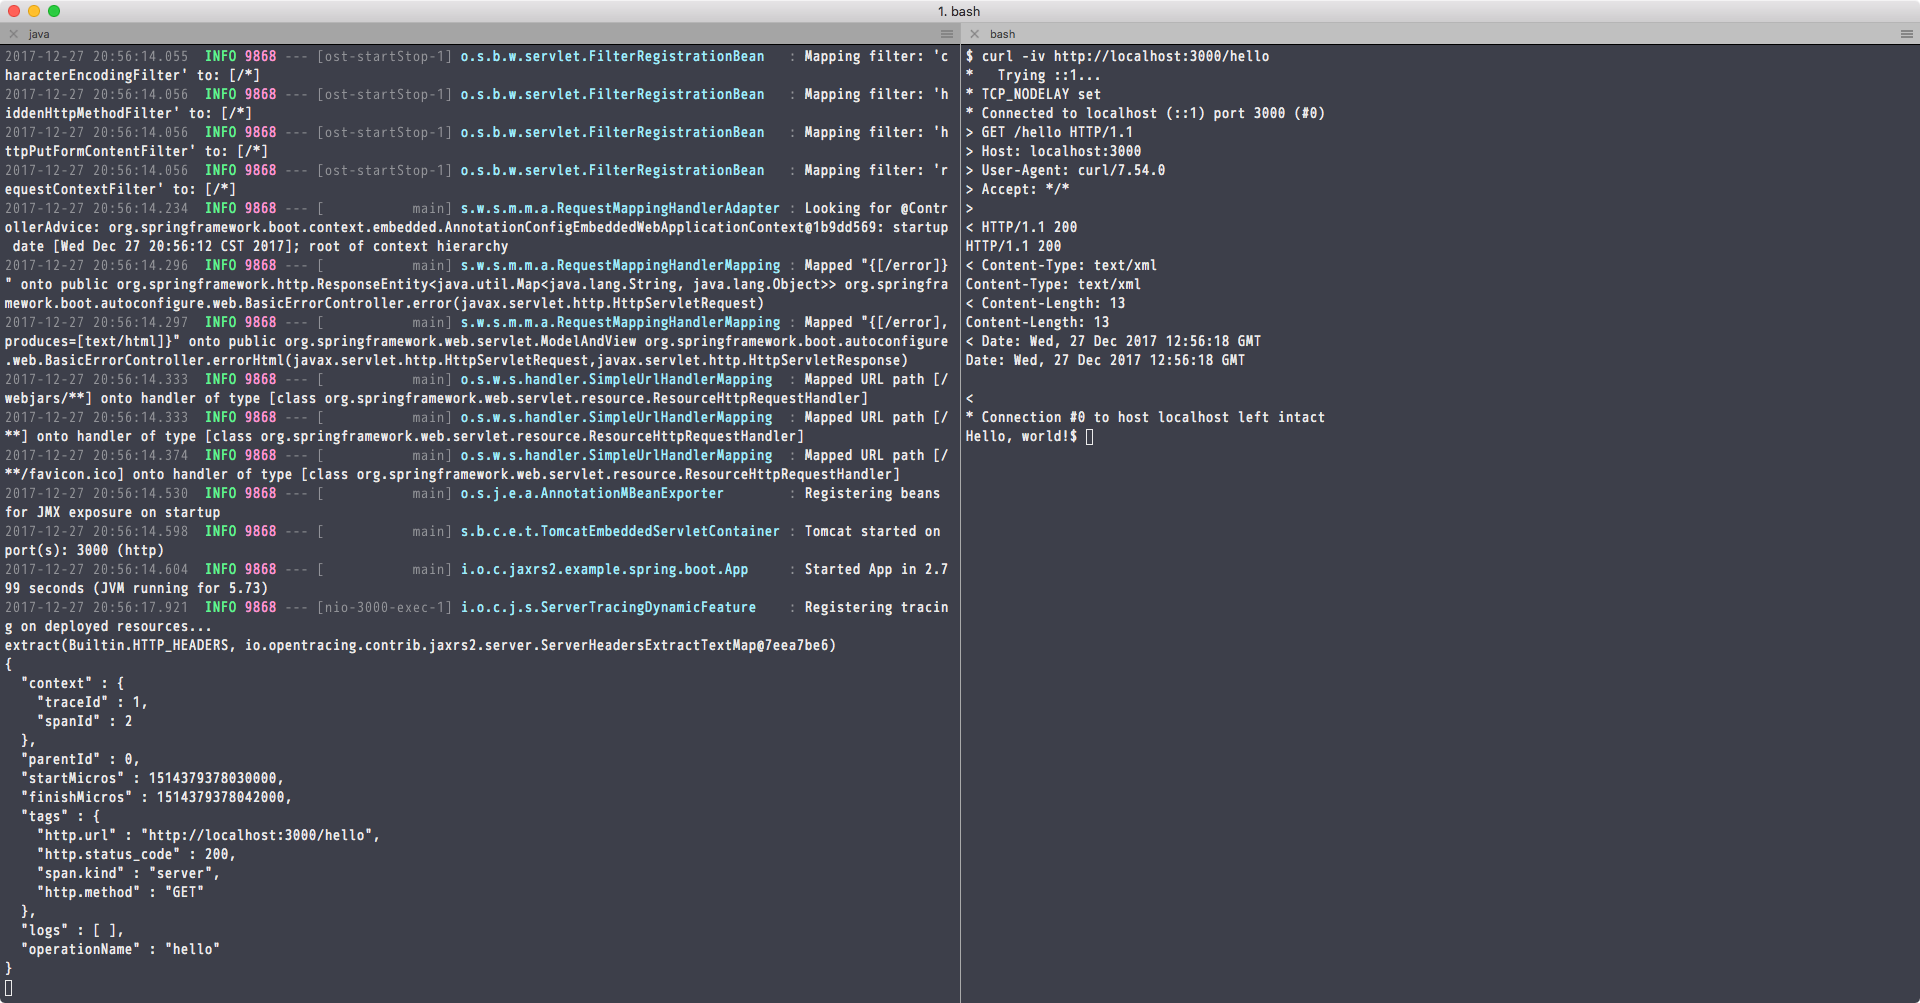 1. bash
java
2017-12-27 20:56:14.055  INFO 9868 --- [ost-startStop-1] o.s.b.w.servlet.FilterRegistrationBean   : Mapping filter: 'c
haracterEncodingFilter' to: [/*]
2017-12-27 20:56:14.056  INFO 9868 --- [ost-startStop-1] o.s.b.w.servlet.FilterRegistrationBean   : Mapping filter: 'h
iddenHttpMethodFilter' to: [/*]
2017-12-27 20:56:14.056  INFO 9868 --- [ost-startStop-1] o.s.b.w.servlet.FilterRegistrationBean   : Mapping filter: 'h
ttpPutFormContentFilter' to: [/*]
2017-12-27 20:56:14.056  INFO 9868 --- [ost-startStop-1] o.s.b.w.servlet.FilterRegistrationBean   : Mapping filter: 'r
equestContextFilter' to: [/*]
2017-12-27 20:56:14.234  INFO 9868 --- [           main] s.w.s.m.m.a.RequestMappingHandlerAdapter : Looking for @Contr
ollerAdvice: org.springframework.boot.context.embedded.AnnotationConfigEmbeddedWebApplicationContext@1b9dd569: startup
 date [Wed Dec 27 20:56:12 CST 2017]; root of context hierarchy
2017-12-27 20:56:14.296  INFO 9868 --- [           main] s.w.s.m.m.a.RequestMappingHandlerMapping : Mapped "{[/error]}
" onto public org.springframework.http.ResponseEntity<java.util.Map<java.lang.String, java.lang.Object>> org.springfra
mework.boot.autoconfigure.web.BasicErrorController.error(javax.servlet.http.HttpServletRequest)
2017-12-27 20:56:14.297  INFO 9868 --- [           main] s.w.s.m.m.a.RequestMappingHandlerMapping : Mapped "{[/error],
produces=[text/html]}" onto public org.springframework.web.servlet.ModelAndView org.springframework.boot.autoconfigure
.web.BasicErrorController.errorHtml(javax.servlet.http.HttpServletRequest,javax.servlet.http.HttpServletResponse)
2017-12-27 20:56:14.333  INFO 9868 --- [           main] o.s.w.s.handler.SimpleUrlHandlerMapping  : Mapped URL path [/
webjars/**] onto handler of type [class org.springframework.web.servlet.resource.ResourceHttpRequestHandler]
2017-12-27 20:56:14.333  INFO 9868 --- [           main] o.s.w.s.handler.SimpleUrlHandlerMapping  : Mapped URL path [/
**] onto handler of type [class org.springframework.web.servlet.resource.ResourceHttpRequestHandler]
2017-12-27 20:56:14.374  INFO 9868 --- [           main] o.s.w.s.handler.SimpleUrlHandlerMapping  : Mapped URL path [/
**/favicon.ico] onto handler of type [class org.springframework.web.servlet.resource.ResourceHttpRequestHandler]
2017-12-27 20:56:14.530  INFO 9868 --- [           main] o.s.j.e.a.AnnotationMBeanExporter        : Registering beans
for JMX exposure on startup
2017-12-27 20:56:14.598  INFO 9868 --- [           main] s.b.c.e.t.TomcatEmbeddedServletContainer : Tomcat started on
port(s): 3000 (http)
2017-12-27 20:56:14.604  INFO 9868 --- [           main] i.o.c.jaxrs2.example.spring.boot.App     : Started App in 2.7
99 seconds (JVM running for 5.73)
2017-12-27 20:56:17.921  INFO 9868 --- [nio-3000-exec-1] i.o.c.j.s.ServerTracingDynamicFeature    : Registering tracin
g on deployed resources...
extract(Builtin.HTTP_HEADERS, io.opentracing.contrib.jaxrs2.server.ServerHeadersExtractTextMap@7eea7be6)
{
  "context" : {
    "traceId" : 1,
    "spanId" : 2
  },
  "parentId" : 0,
  "startMicros" : 1514379378030000,
  "finishMicros" : 1514379378042000,
  "tags" : {
    "http.url" : "http://localhost:3000/hello",
    "http.status_code" : 200,
    "span.kind" : "server",
    "http.method" : "GET"
  },
  "logs" : [ ],
  "operationName" : "hello"
}
bash
$ curl -iv http://localhost:3000/hello
*   Trying ::1...
* TCP_NODELAY set
* Connected to localhost (::1) port 3000 (#0)
> GET /hello HTTP/1.1
> Host: localhost:3000
> User-Agent: curl/7.54.0
> Accept: */*
>
< HTTP/1.1 200
HTTP/1.1 200
< Content-Type: text/xml
Content-Type: text/xml
< Content-Length: 13
Content-Length: 13
< Date: Wed, 27 Dec 2017 12:56:18 GMT
Date: Wed, 27 Dec 2017 12:56:18 GMT

<
* Connection #0 to host localhost left intact
Hello, world!$